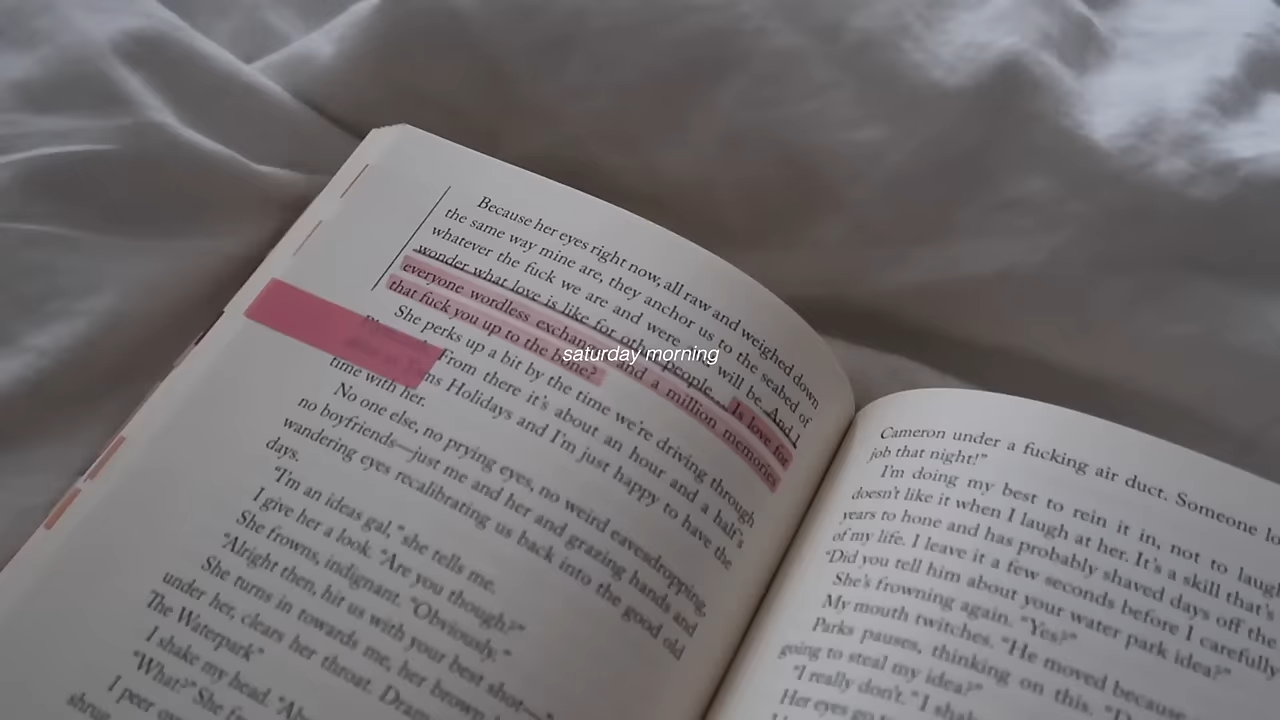 Because her eyes right now, all raw and weighed down
the same way mine are, they anchor us to the seabed of
whatever the fuck we are and were and will be. And I
wonder what love is like for other people... Is love for
everyone wordless exchanges and a million memories
that fuck you up to the bone?
She perks up a bit by the time we're driving through
From there it's about an hour and a half's
ms Holidays and I'm just happy to have the
time with her.
No one else, no prying eyes, no weird eavesdropping,
no boyfriends—just me and her and grazing hands and
wandering eyes recalibrating us back into the good old
days.
"I'm an ideas gal," she tells me.
I give her a look. "Are you though?"
She frowns, indignant. "Obviously."
"Alright then, hit us with your best shot—"
She turns in towards me, her brown
under her, clears her throat.
The Waterpark"
I shake my head.
"What?" She
I peer
saturday morning
Cameron under a fucking air duct. Someone
job that night!"
I'm doing my best to rein it in, not to laugh
doesn't like it when I laugh at her. It's a skill that's
years to hone and has probably shaved days off the
of my life. I leave it a few seconds before I carefully
"Did you tell him about your water park idea?"
She's frowning again. "Yes?"
My mouth twitches. "He moved because
Parks pauses, thinking on this.
going to steal my idea?"
"I really don't." I
Her eyes